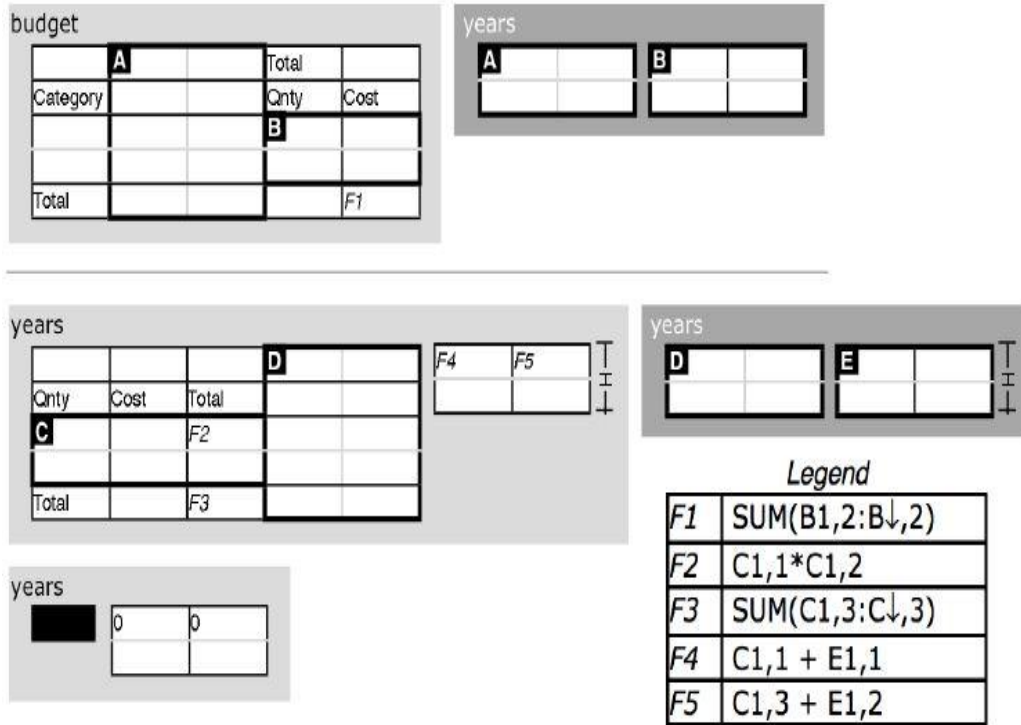 budget
A Total
Category Qnty Cost
B
Total F1
years
A B
years
D
Qnty Cost Total
C F2
Total F3
F4 F5
years
D E
years
0 0
Legend
F1 SUM(B1,2:B↓,2)
F2 C1,1*C1,2
F3 SUM(C1,3:C↓,3)
F4 C1,1 + E1,1
F5 C1,3 + E1,2